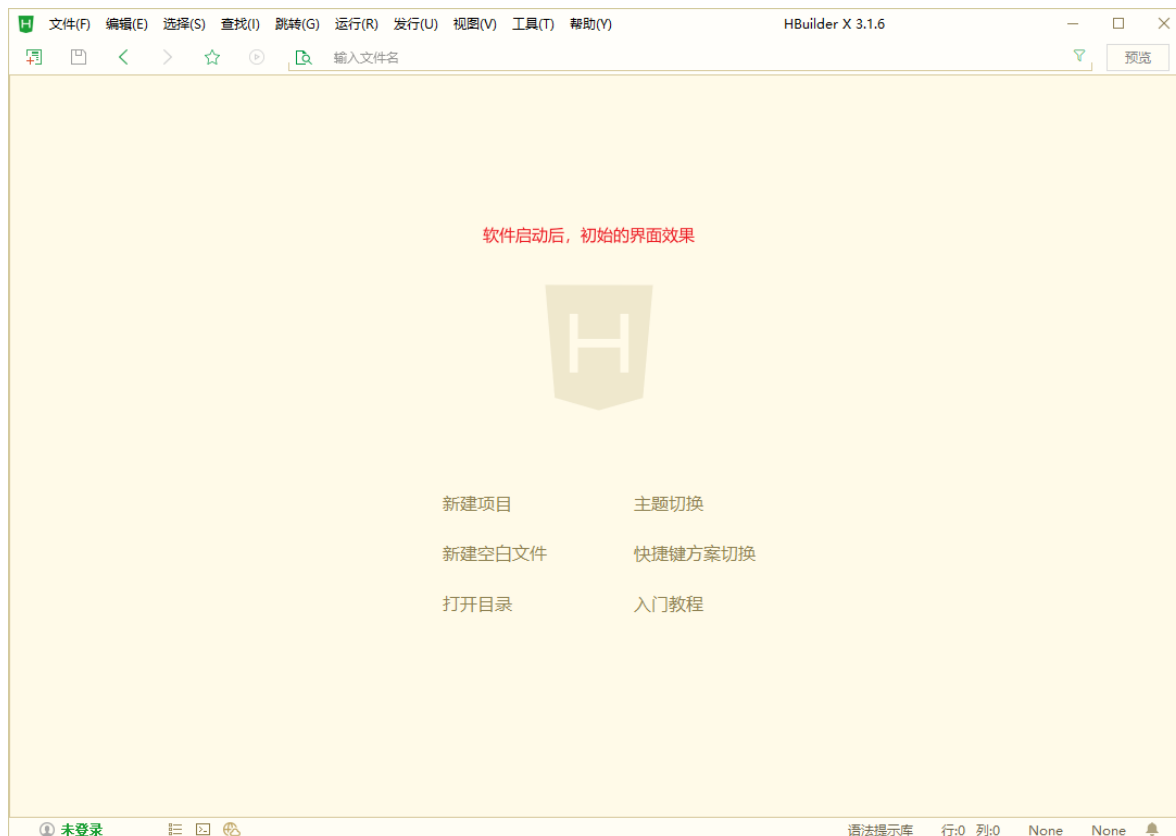 文件(F) 编辑(E) 选择(S) 查找(I) 跳转(G) 运行(R) 发行(U) 视图(V) 工具(T) 帮助(Y) HBuilder X 3.1.6
输入文件名 预览
软件启动后，初始的界面效果
H
新建项目 主题切换
新建空白文件 快捷键方案切换
打开目录 入门教程
未登录 语法提示库 行:0 列:0 None None